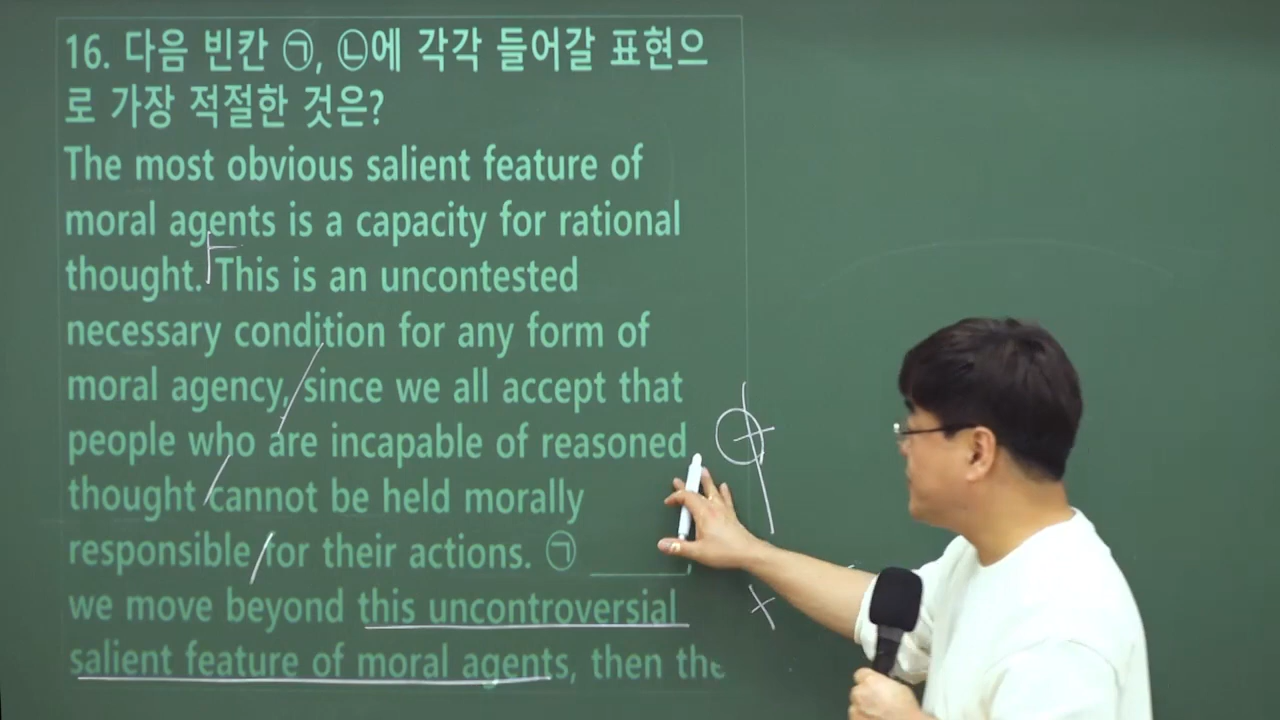 16. 다음 빈칸 ㉠, ㉡에 각각 들어갈 표현으
로 가장 적절한 것은?
The most obvious salient feature of
moral agents is a capacity for rational
thought. This is an uncontested
necessary condition for any form of
moral agency, since we all accept that
people who are incapable of reasoned
thought cannot be held morally
responsible for their actions. ㉠ ______
we move beyond this uncontroversial
salient feature of moral agents, then the